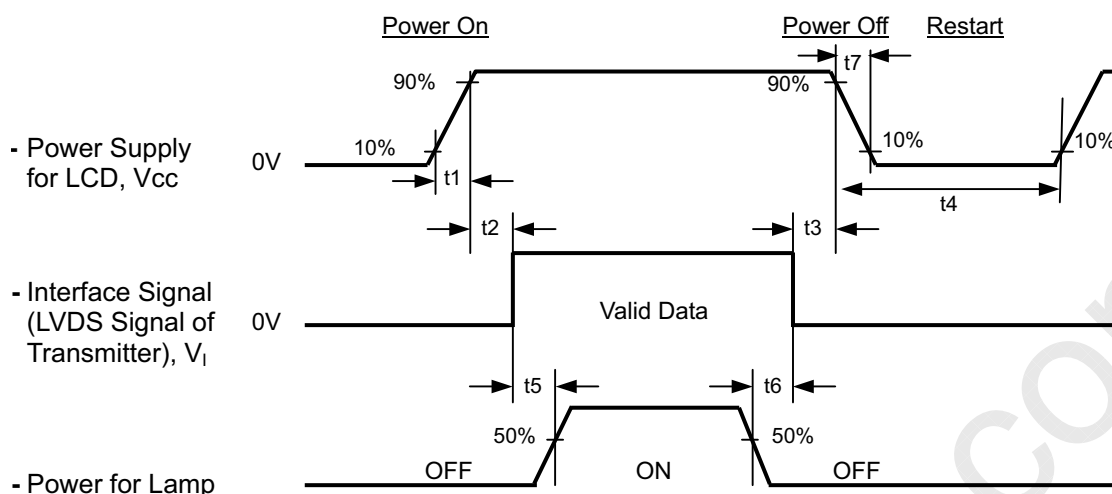 Power On
Power Off
Restart
t7
90%
90%
10%
10%
10%
- Power Supply
for LCD, Vcc
0V
t1
t4
t2
t3
- Interface Signal
(LVDS Signal of
Transmitter), VI
0V
Valid Data
t5
t6
50%
50%
OFF
ON
OFF
- Power for Lamp